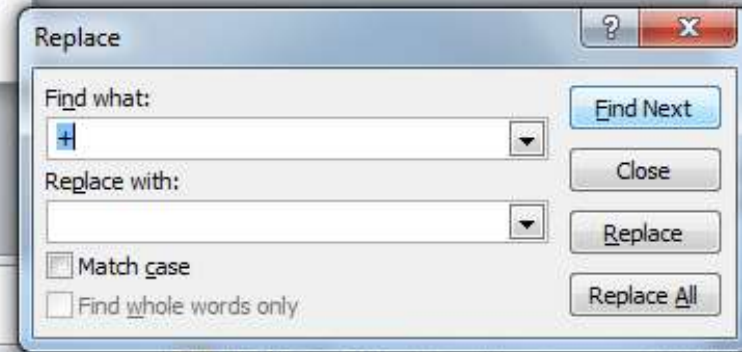 Replace
Find what:
+
Find Next
Close
Replace with:
Replace
Match case
Replace All
Find whole words only